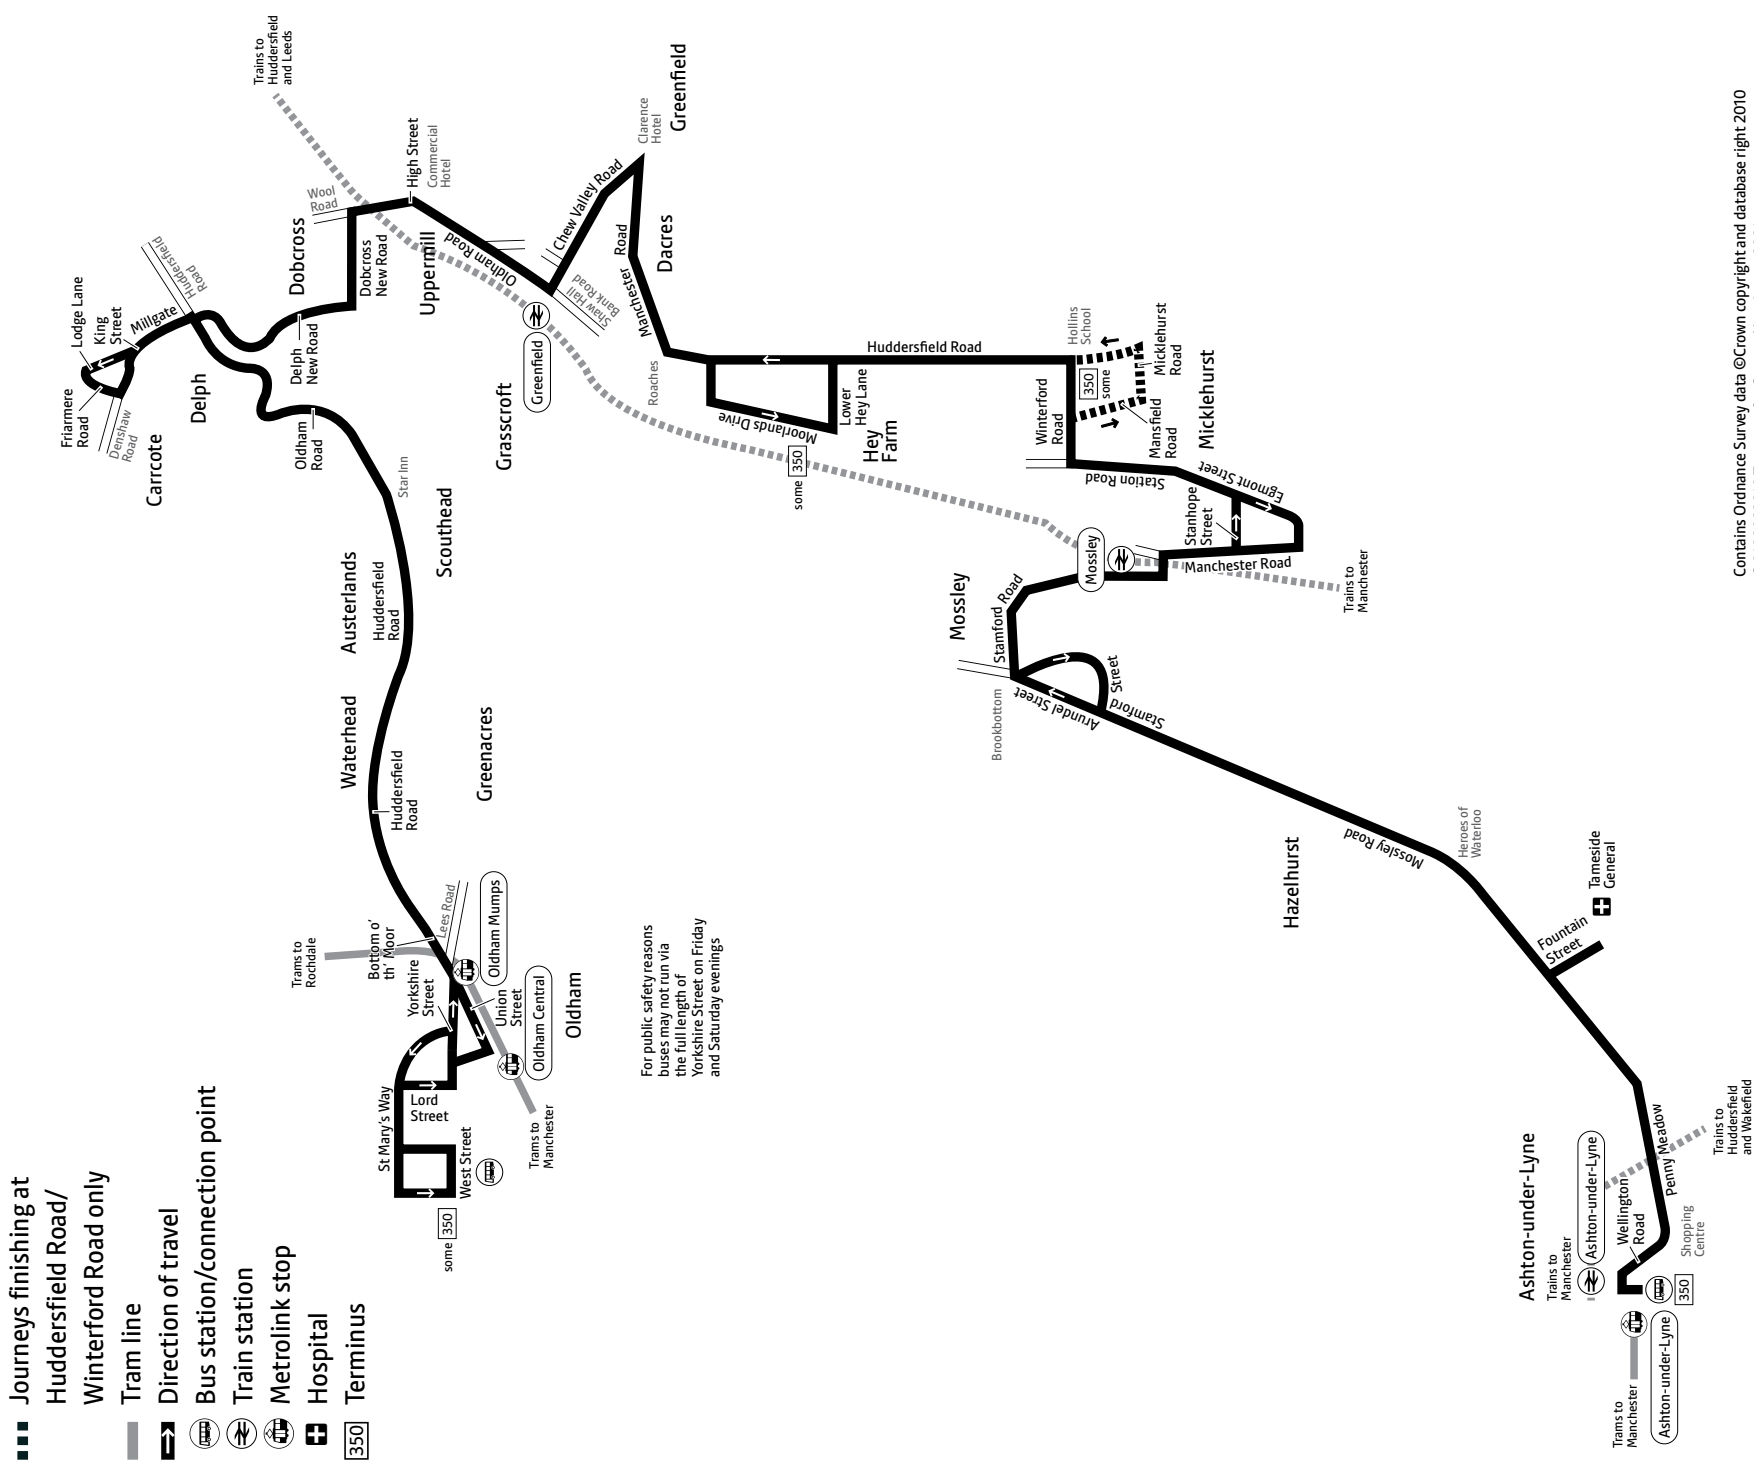 Journeys finishing at
Huddersfield Road/
Winterford Road only
Tram line
Direction of travel
Bus station/connection point
Train station
Metrolink stop
Hospital
350
Terminus
Trains to
Huddersfield
and Leeds
Lodge Lane
King
Street
Millgate
Huddersfield
Road
Friarmere
Road
Denshaw
Road
Carrcote
Delph
Delph
New Road
Dobcross
Wool
Road
Dobcross
New Road
High Street
Commercial
Hotel
Uppermill
Oldham Road
Chew Valley Road
Clarence
Hotel
Greenfield
Shaw Hall
Bank Road
Greenfield
Grasscroft
Manchester
Road
Dacres
Roaches
Oldham
Road
Star Inn
Scouthead
Austerlands
Huddersfield
Road
Waterhead
Huddersfield
Road
Greenacres
Lees Road
Bottom o'
th' Moor
Trams to
Rochdale
Yorkshire
Street
Oldham Mumps
Union
Street
Oldham Central
Oldham
St Mary's Way
Lord
Street
West Street
Trams to
Manchester
some 350
For public safety reasons
buses may not run via
the full length of
Yorkshire Street on Friday
and Saturday evenings
Huddersfield Road
Moorlands Drive
Lower
Hey Lane
Hey
Farm
some 350
Hollins
School
350
some
Winterford
Road
Mansfield
Road
Micklehurst
Road
Micklehurst
Station Road
Egmont Street
Stanhope
Street
Manchester Road
Mossley
Trains to
Manchester
Mossley
Stamford Road
Brookbottom
Arundel Street
Stamford
Street
Mossley Road
Hazelhurst
Heroes of
Waterloo
Tameside
General
Fountain
Street
Penny Meadow
Trains to
Huddersfield
and Wakefield
Ashton-under-Lyne
Trains to
Manchester
Ashton-under-Lyne
Wellington
Road
Shopping
Centre
350
Trams to
Manchester
Ashton-under-Lyne
Contains Ordnance Survey data ©Crown copyright and database right 2010